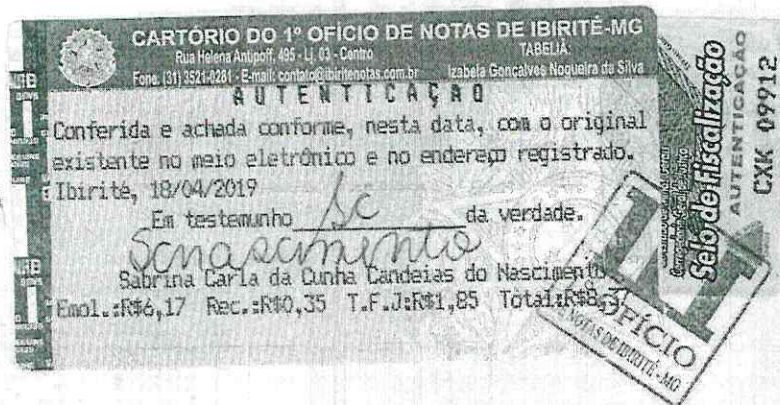 CARTÓRIO DO 1º OFÍCIO DE NOTAS DE IBIRITÉ-MG
Rua Helena Antipoff, 495 - Lj. 03 - Centro
TABELIÃ:
Fone: (31) 3521-0281 - E-mail: contato@ibiritenotas.com.br
Izabela Gonçalves Nogueira da Silva
AUTENTICAÇÃO
Conferida e achada conforme, nesta data, com o original
existente no meio eletrônico e no endereço registrado.
Ibirité, 18/04/2019
Em testemunho SC da verdade.
Scnascimento
Sabrina Carla da Cunha Candeias do Nascimento
Emol.:R$6,17 Rec.:R$0,35 T.F.J:R$1,85 Total:R$8,37
Selo de Fiscalização
AUTENTICAÇÃO
CXK 09912
OFÍCIO
DE NOTAS DE IBIRITÉ-MG